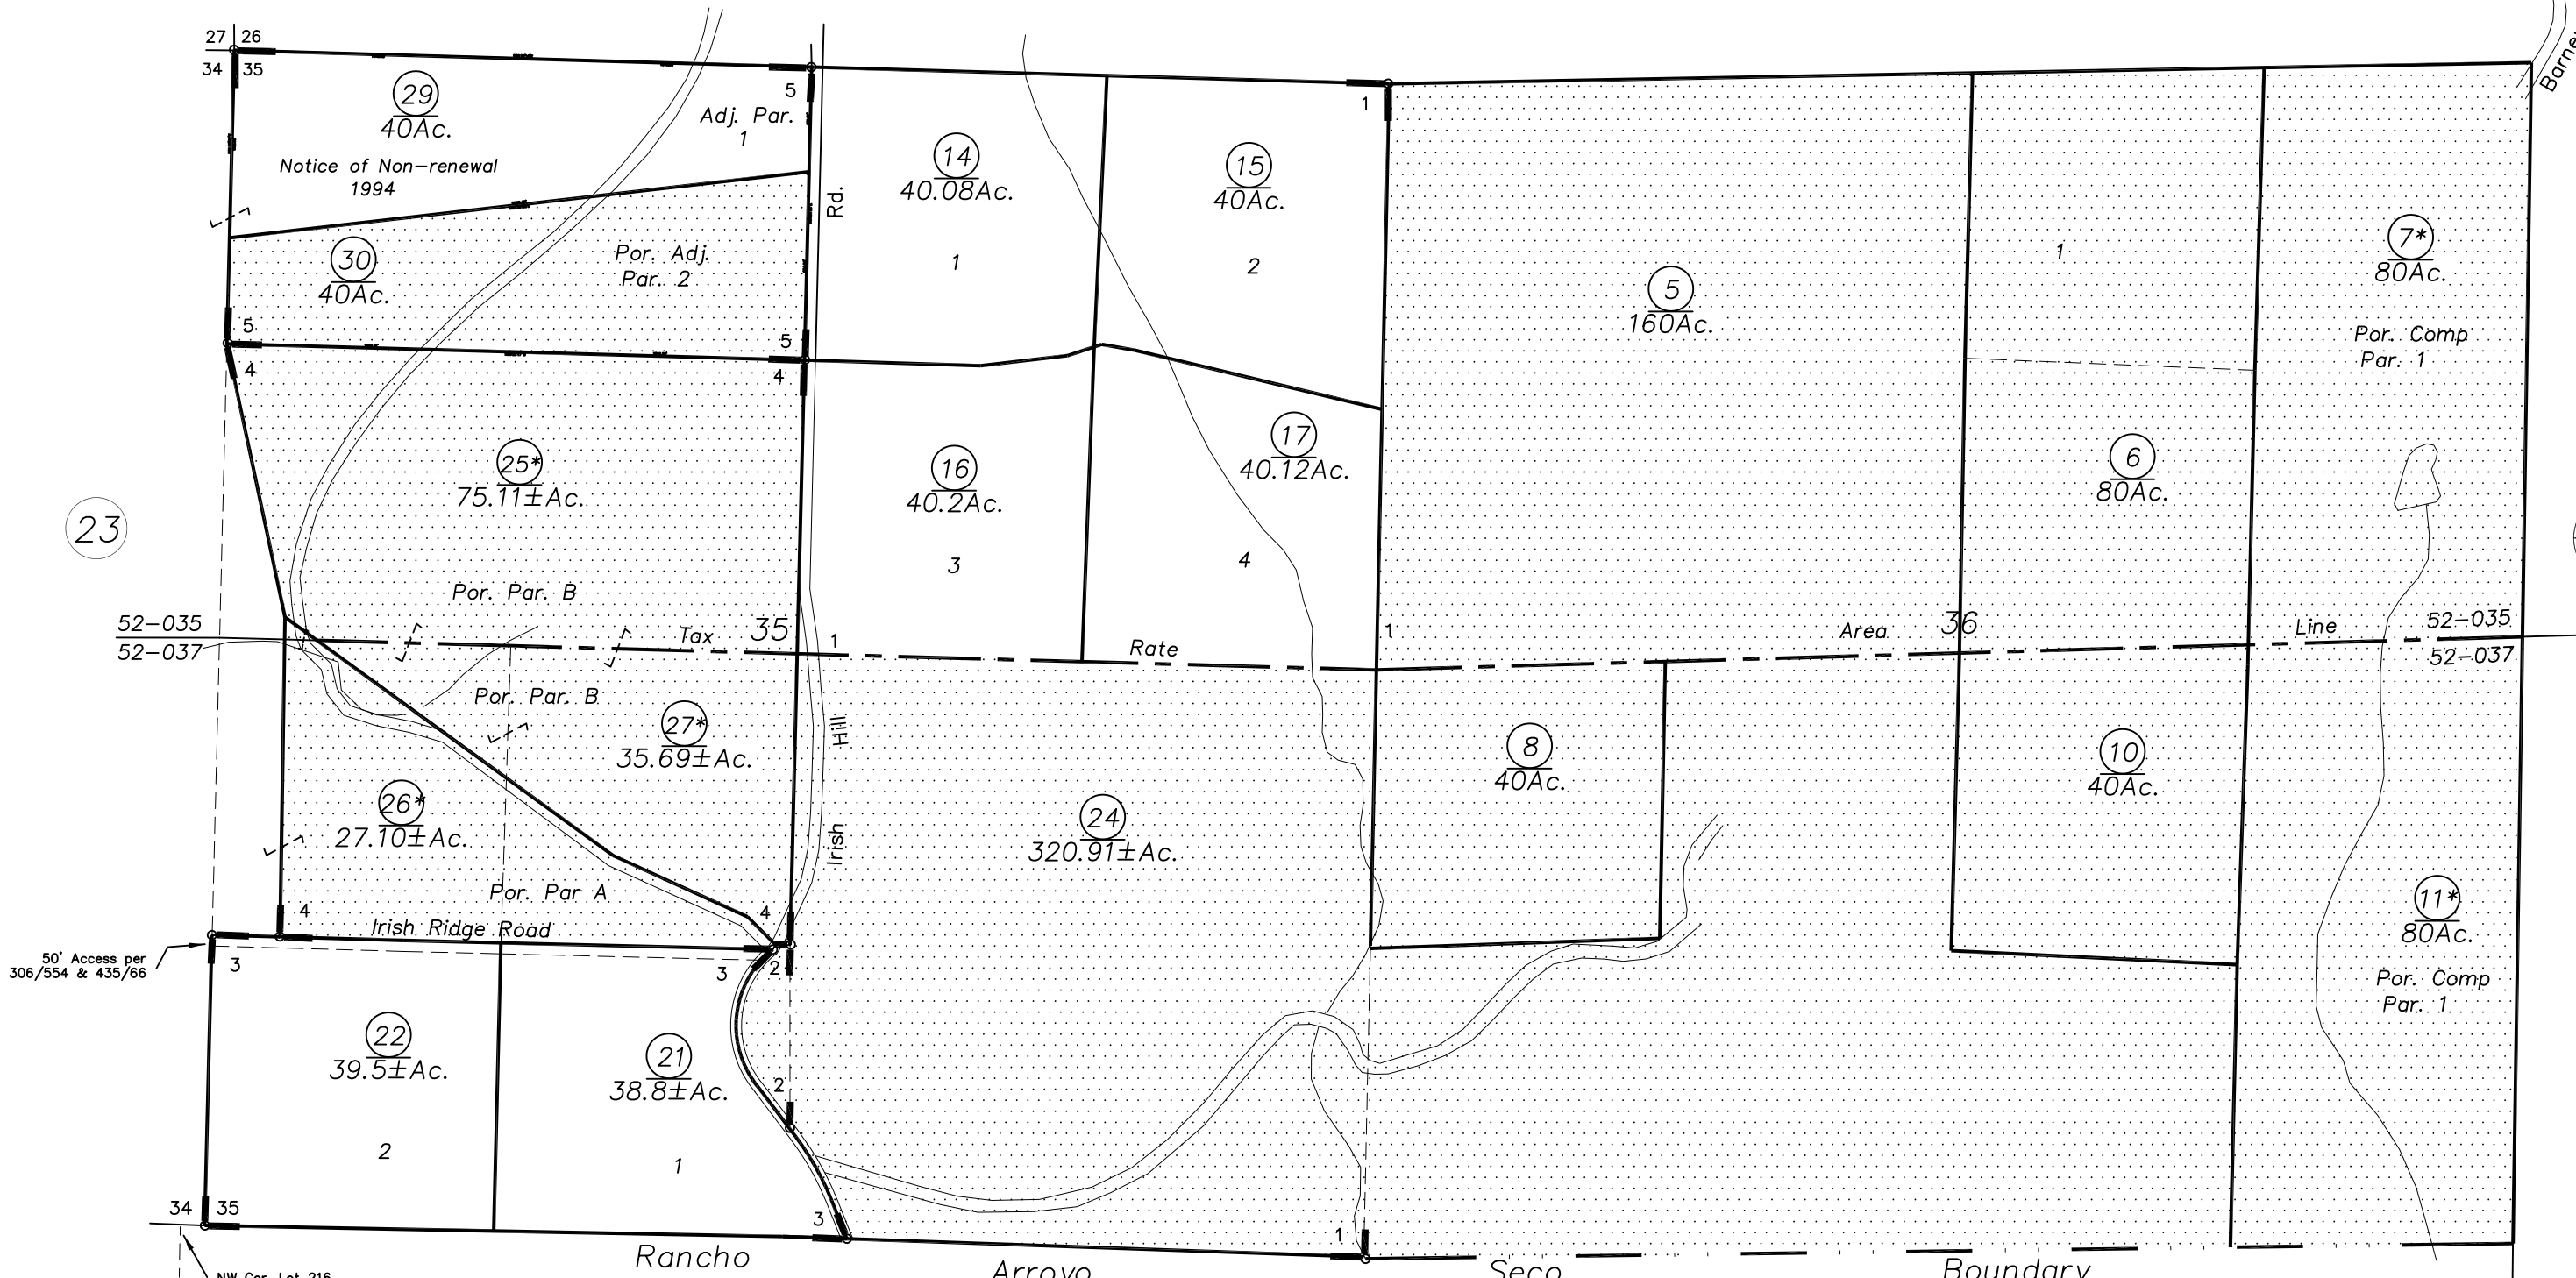 27 26
34 35
29
40Ac.
Notice of Non-renewal
1994
Adj. Par.
1
5
30
40Ac.
Por. Adj.
Par. 2
5
5
4
4
Rd.
14
40.08Ac.
1
15
40Ac.
2
1
5
160Ac.
1
7*
80Ac.
Por. Comp
Par. 1
6
80Ac.
25*
75.11±Ac.
Por. Par. B
16
40.2Ac.
3
17
40.12Ac.
4
23
52-035
52-037
Tax
35
1
Rate
1
Area
36
Line
52-035
52-037
Por. Par. B
27*
35.69±Ac.
26*
27.10±Ac.
Por. Par A
Irish Hill
24
320.91±Ac.
8
40Ac.
10
40Ac.
11*
80Ac.
Por. Comp
Par. 1
4
4
Irish Ridge Road
50' Access per
306/554 & 435/66
3
3
2
22
39.5±Ac.
2
21
38.8±Ac.
1
2
34 35
3
1
NW Cor. Lot 216
Rancho Arroyo Seco Boundary